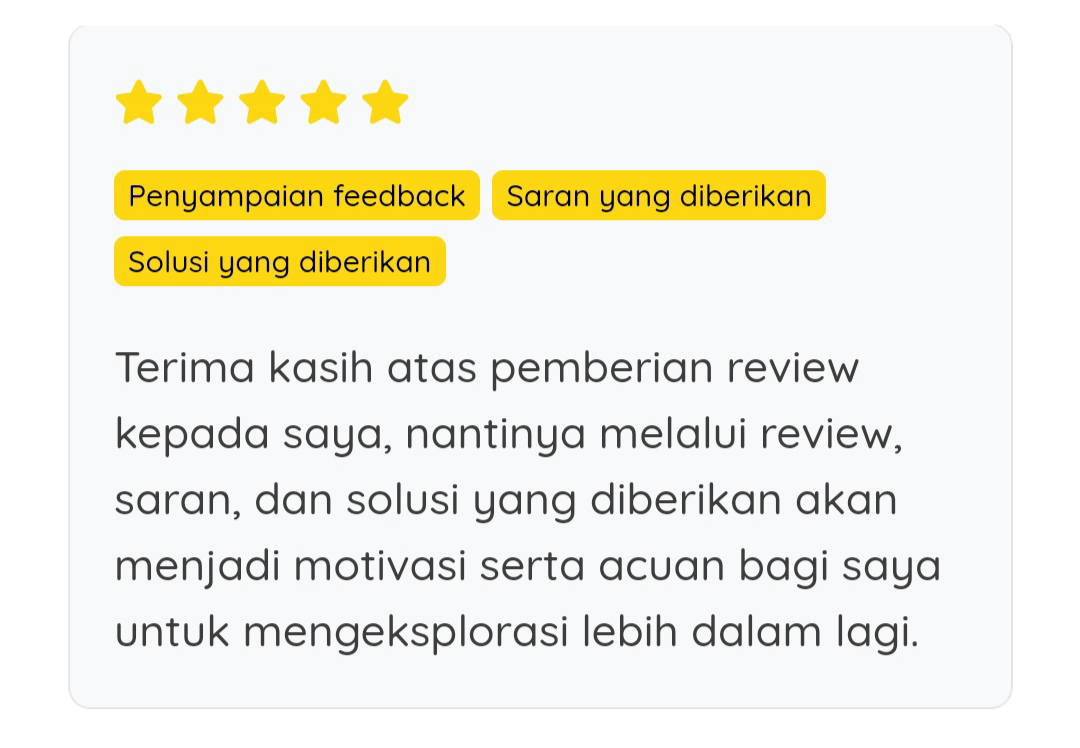 Penyampaian feedback Saran yang diberikan
Solusi yang diberikan
Terima kasih atas pemberian review
kepada saya, nantinya melalui review,
saran, dan solusi yang diberikan akan
menjadi motivasi serta acuan bagi saya
untuk mengeksplorasi lebih dalam lagi.